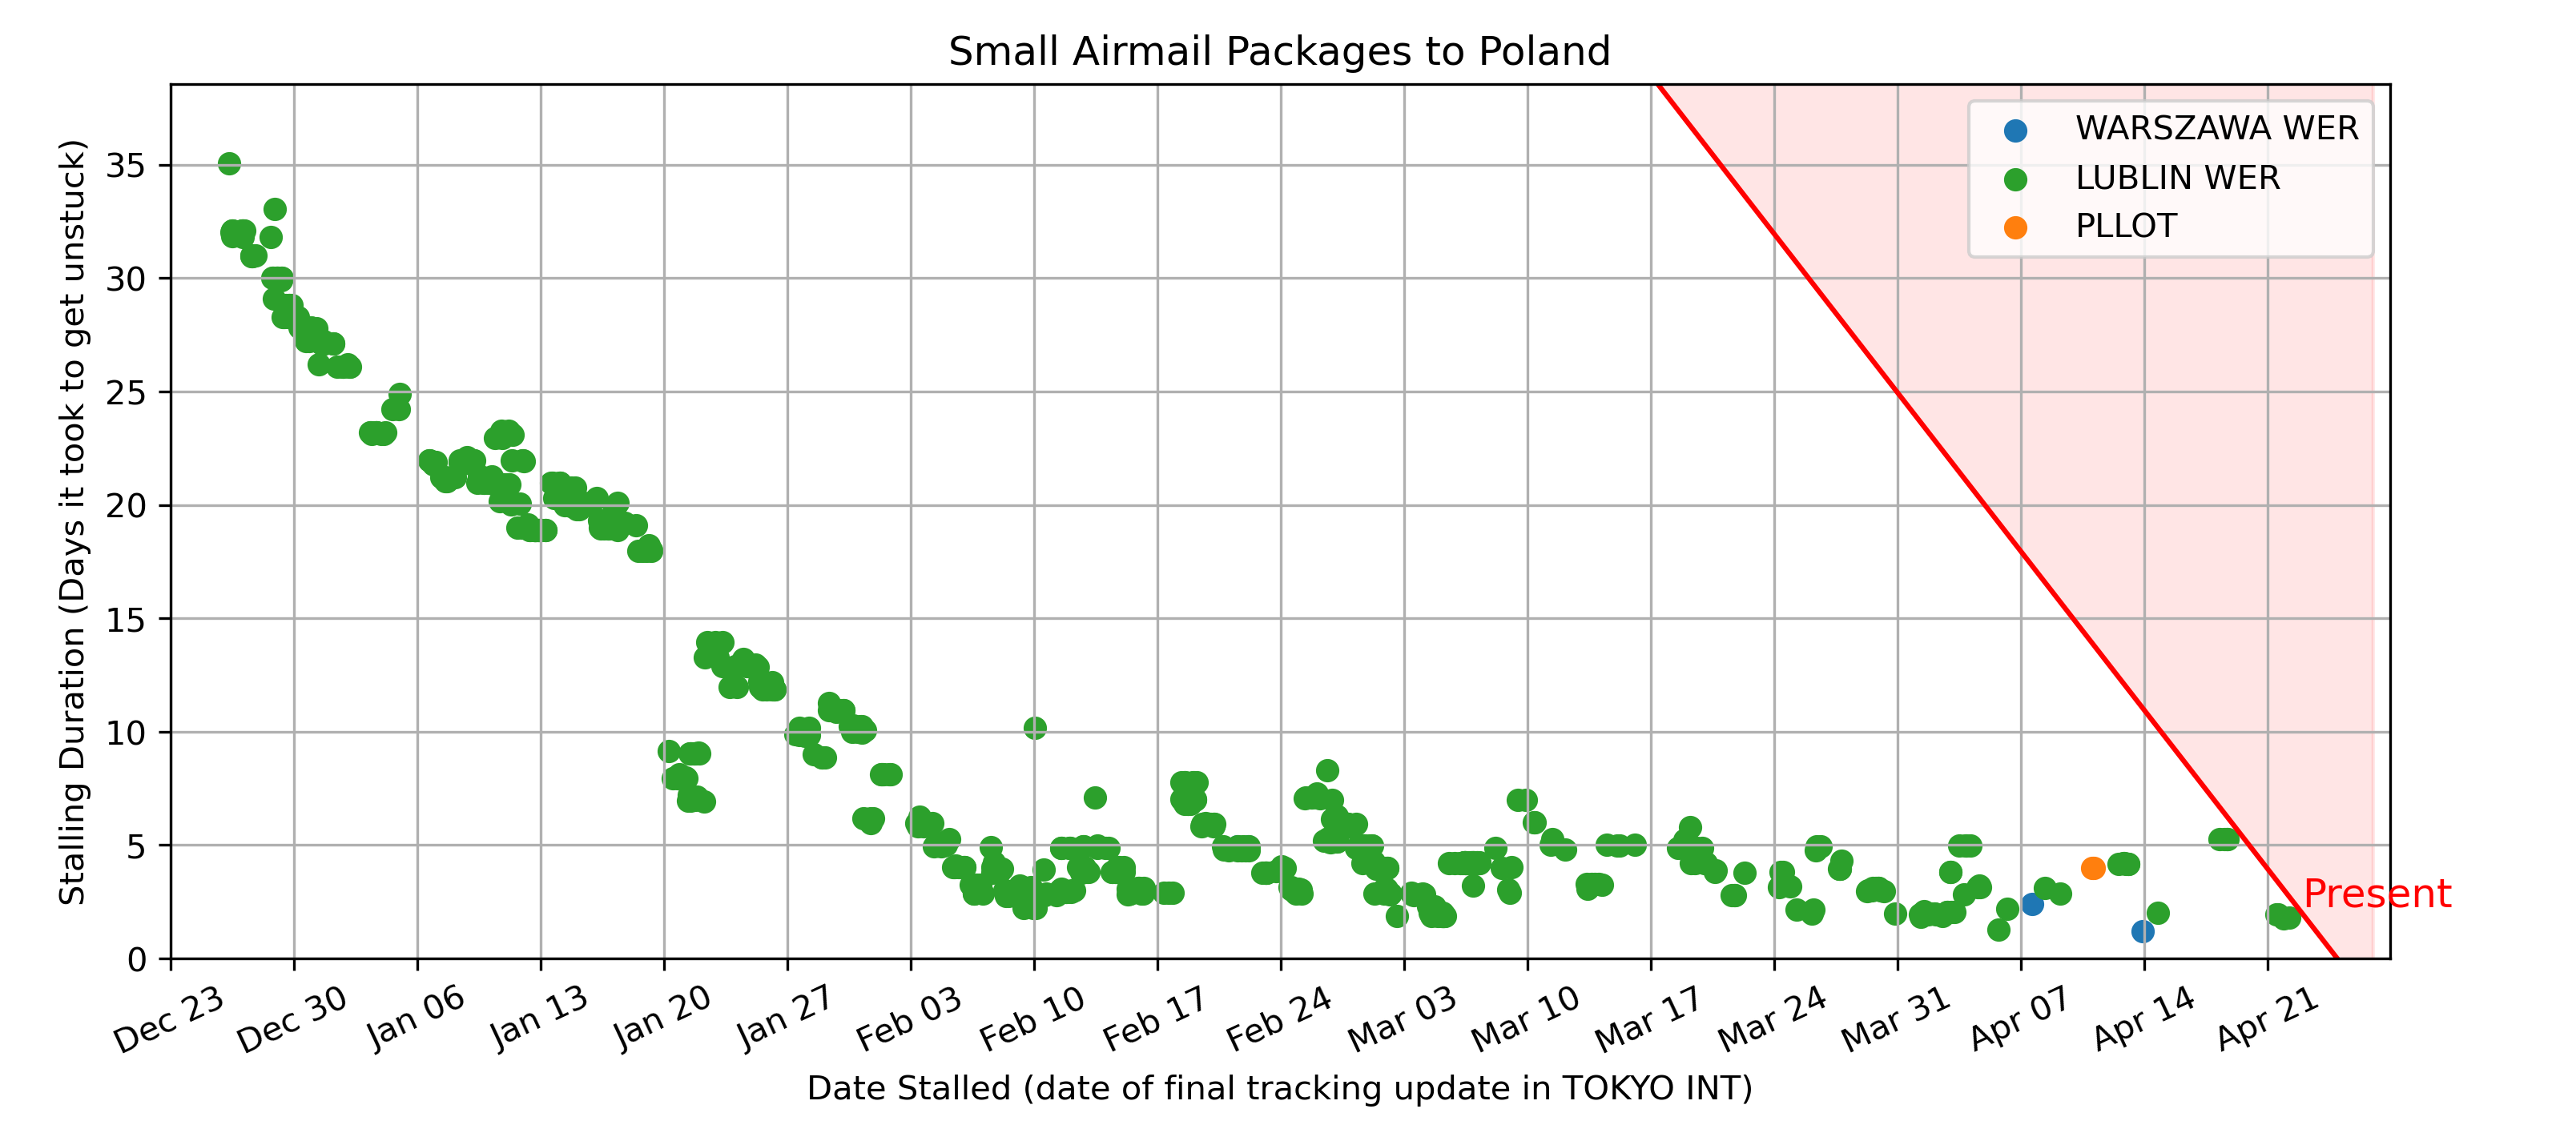 Small Airmail Packages to Poland
Stalling Duration (Days it took to get unstuck)
35
30
25
20
15
10
5
0
WARSZAWA WER
LUBLIN WER
PLLOT
Present
Dec 23
Dec 30
Jan 06
Jan 13
Jan 20
Jan 27
Feb 03
Feb 10
Feb 17
Feb 24
Mar 03
Mar 10
Mar 17
Mar 24
Mar 31
Apr 07
Apr 14
Apr 21
Date Stalled (date of final tracking update in TOKYO INT)